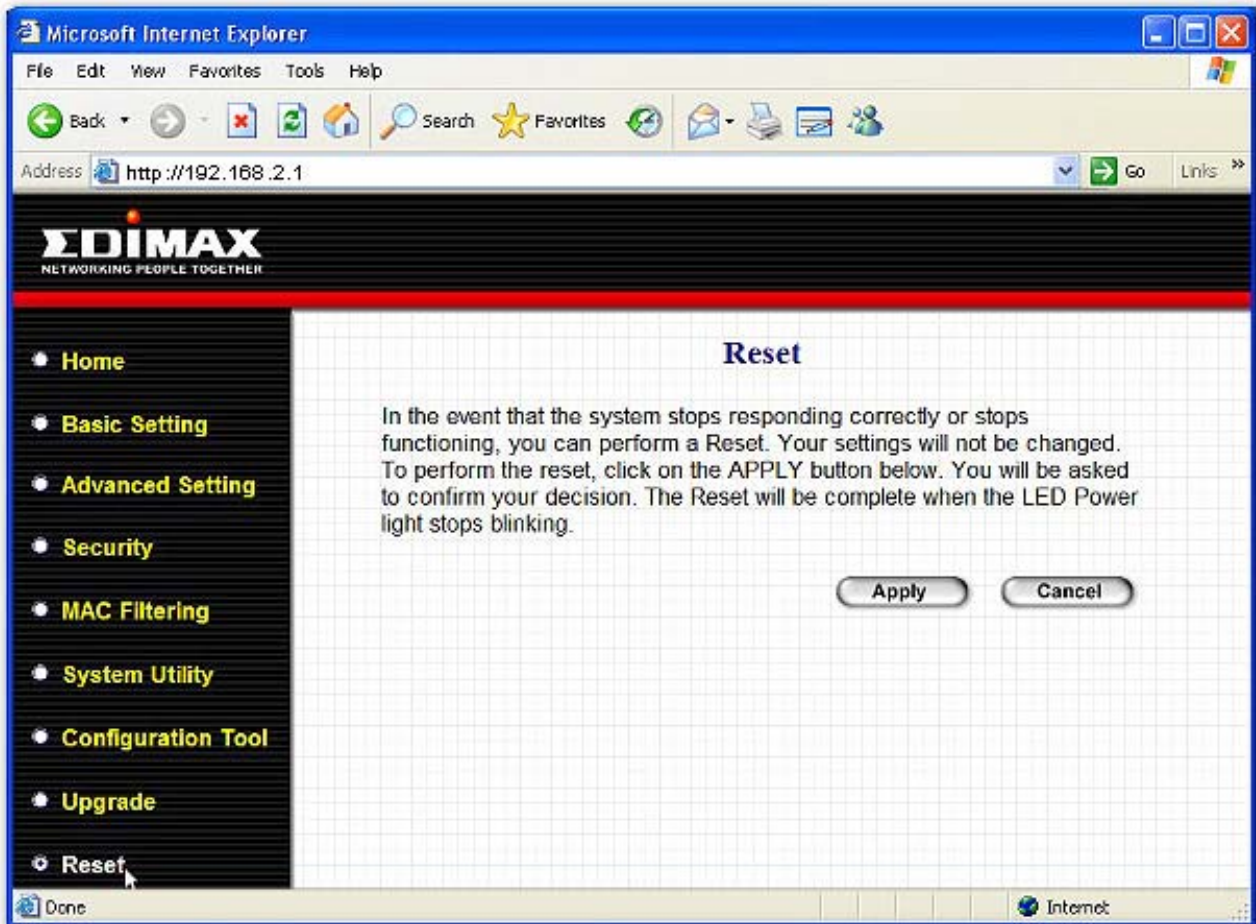 Microsoft Internet Explorer
File Edit View Favorites Tools Help
Back Search Favorites
Address http://192.168.2.1 Go Links »
EDIMAX
NETWORKING PEOPLE TOGETHER
Home
Basic Setting
Advanced Setting
Security
MAC Filtering
System Utility
Configuration Tool
Upgrade
Reset
Reset
In the event that the system stops responding correctly or stops
functioning, you can perform a Reset. Your settings will not be changed.
To perform the reset, click on the APPLY button below. You will be asked
to confirm your decision. The Reset will be complete when the LED Power
light stops blinking.
Apply Cancel
Done Internet